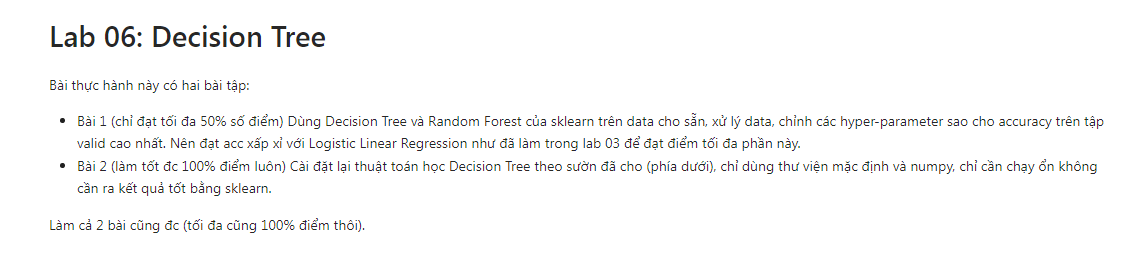 Lab 06: Decision Tree
Bài thực hành này có hai bài tập:
• Bài 1 (chỉ đạt tối đa 50% số điểm) Dùng Decision Tree và Random Forest của sklearn trên data cho sẵn, xử lý data, chỉnh các hyper-parameter sao cho accuracy trên tập
valid cao nhất. Nên đạt acc xấp xỉ với Logistic Linear Regression như đã làm trong lab 03 để đạt điểm tối đa phần này.
• Bài 2 (làm tốt đc 100% điểm luôn) Cài đặt lại thuật toán học Decision Tree theo sườn đã cho (phía dưới), chỉ dùng thư viện mặc định và numpy, chỉ cần chạy ổn không
cần ra kết quả tốt bằng sklearn.
Làm cả 2 bài cũng đc (tối đa cũng 100% điểm thôi).